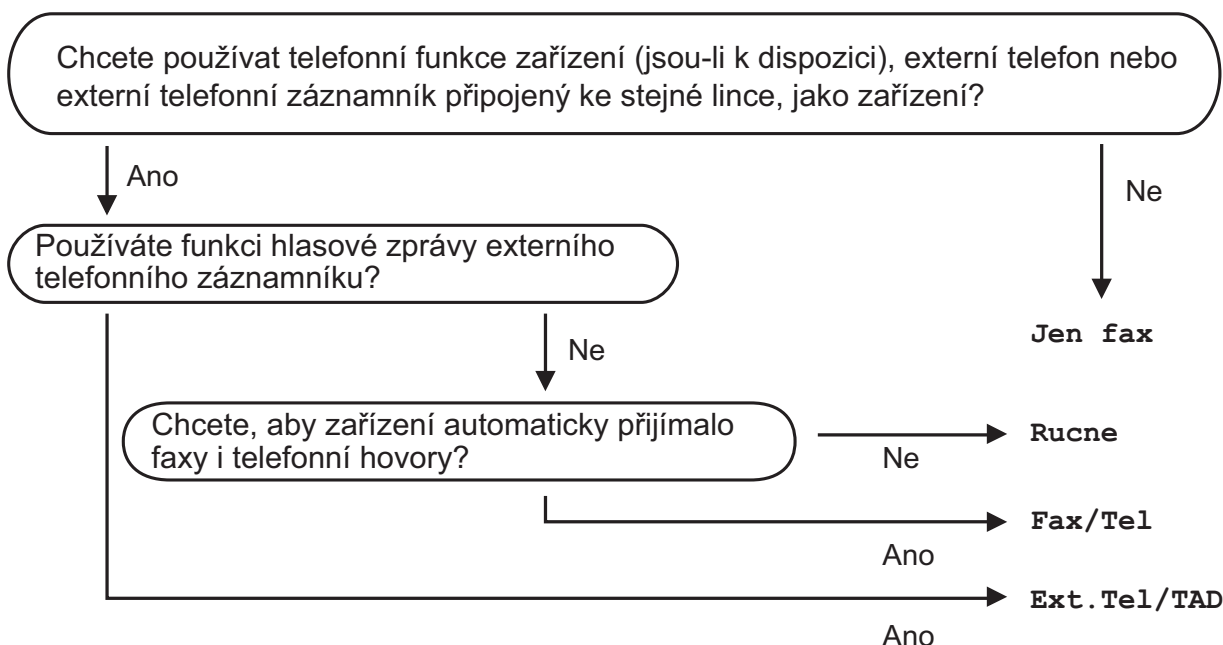 Chcete používat telefonní funkce zařízení (jsou-li k dispozici), externí telefon nebo
externí telefonní záznamník připojený ke stejné lince, jako zařízení?
Ano
Ne
Používáte funkci hlasové zprávy externího
telefonního záznamníku?
Ne
Jen fax
Chcete, aby zařízení automaticky přijímalo
faxy i telefonní hovory?
Ne
Rucne
Ano
Fax/Tel
Ano
Ext.Tel/TAD